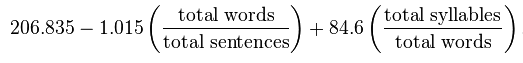 206.835 − 1.015 (total words / total sentences) + 84.6 (total syllables / total words)